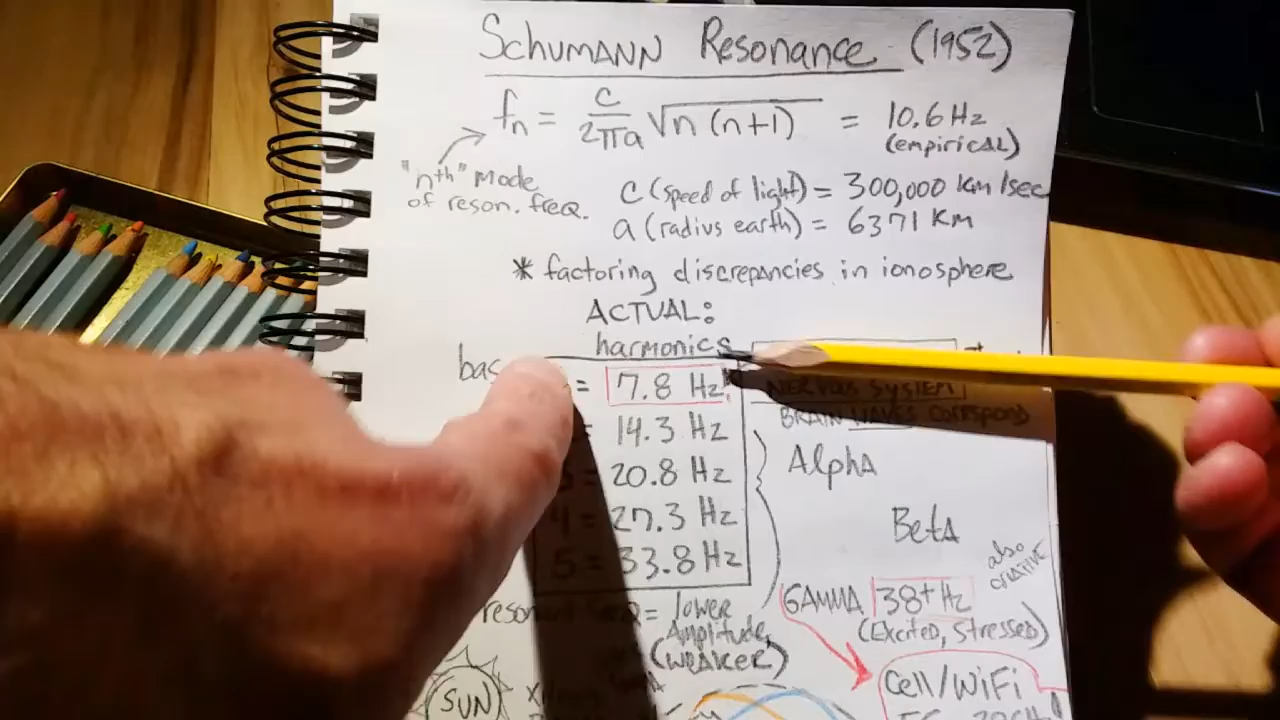 Schumann Resonance (1952)
fn = c/2πa √n(n+1) = 10.6 Hz
(empirical)
"nth" Mode
of reson. freq.
c (speed of light) = 300,000 Km/sec
a (radius earth) = 6371 Km
* factoring discrepancies in ionosphere
ACTUAL:
harmonics
= 7.8 Hz
14.3 Hz
20.8 Hz
4 = 27.3 Hz
5 = 33.8 Hz
NERVOUS SYSTEM
BRAIN WAVES CORRESPOND
Alpha
Beta
also
CREATIVE
GAMMA 38+ Hz
(Excited, Stressed)
= lower
Amplitude
(WEAKER)
Cell/WiFi
SUN